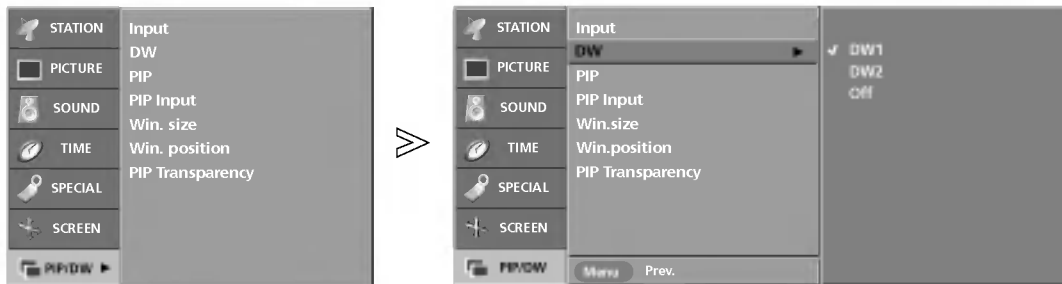 STATION
PICTURE
SOUND
TIME
SPECIAL
SCREEN
PIP/DW
Input
DW
PIP
PIP Input
Win. size
Win. position
PIP Transparency
STATION
PICTURE
SOUND
TIME
SPECIAL
SCREEN
PIP/DW
Input
DW
PIP
PIP Input
Win.size
Win.position
PIP Transparency
Menu Prev.
DW1
DW2
Off